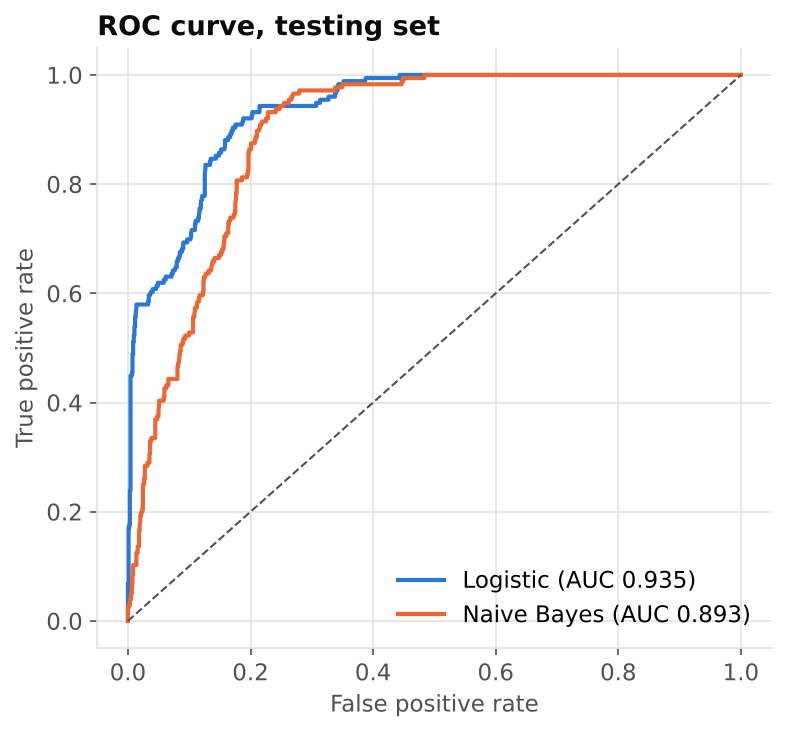 ROC curve, testing set
True positive rate
1.0
0.8
0.6
0.4
0.2
0.0
Logistic (AUC 0.935)
Naive Bayes (AUC 0.893)
0.0 0.2 0.4 0.6 0.8 1.0
False positive rate